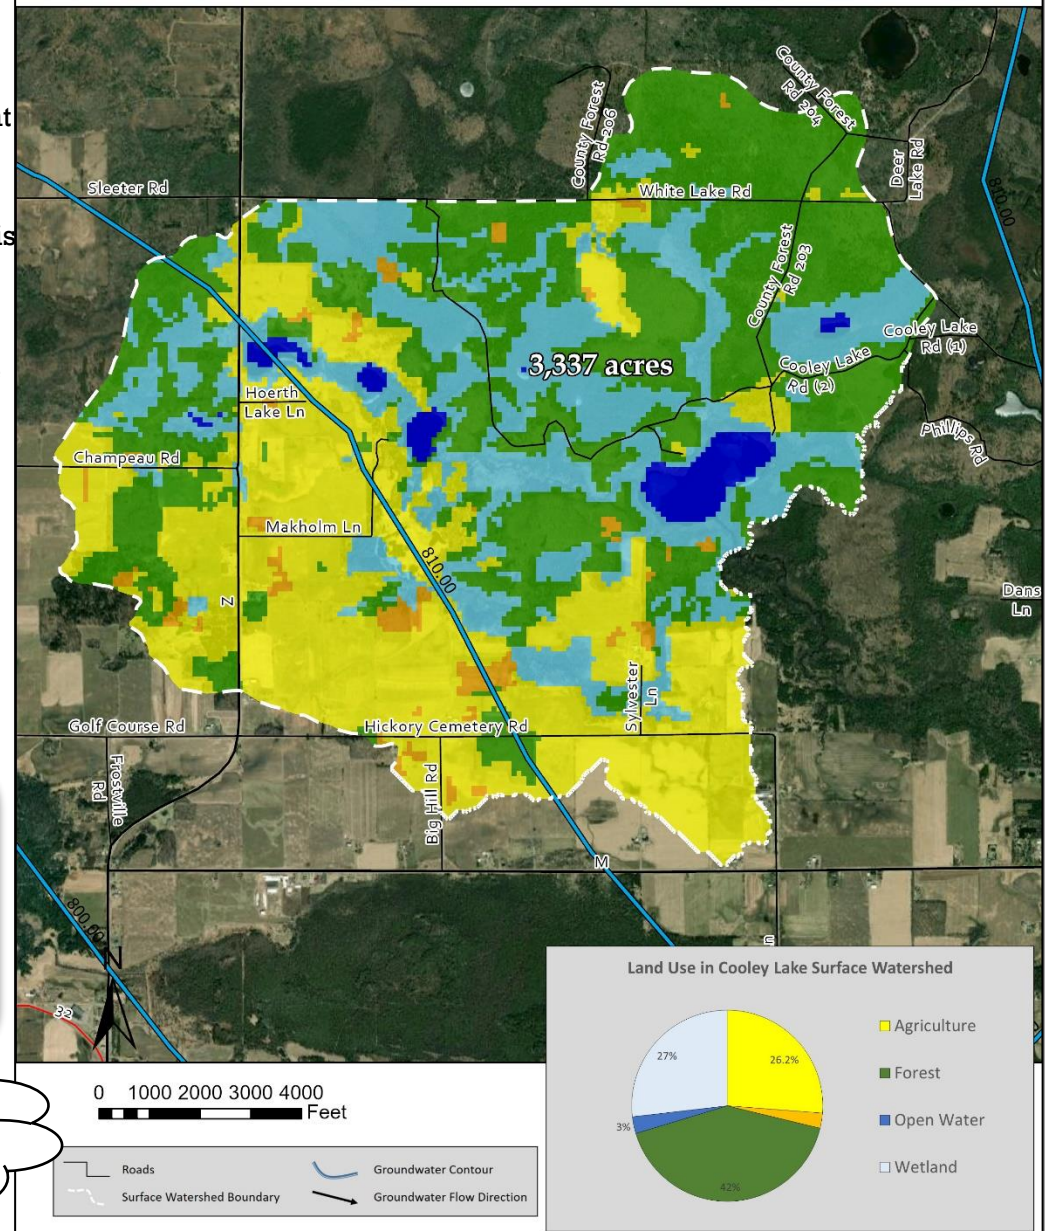 t
is
County Forest
Rd 204
County Forest
Rd 206
Deer
Lake Rd
Sleeter Rd
White Lake Rd
810.00
County Forest
Rd 203
Cooley Lake
Rd (1)
3,337 acres
Cooley Lake
Rd (2)
Hoerth
Lake Ln
Phillips Rd
Champeau Rd
Makholm Ln
810.00
Dans
Ln
Z
Sylvester
Ln
Golf Course Rd
Hickory Cemetery Rd
Frostville
Rd
Big Hill Rd
M
800.00
N
32
Land Use in Cooley Lake Surface Watershed
27%
26.2%
3%
42%
Agriculture
Forest
Open Water
Wetland
0 1000 2000 3000 4000
Feet
Roads
Surface Watershed Boundary
Groundwater Contour
Groundwater Flow Direction